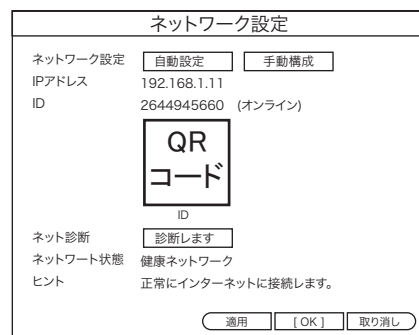 ネットワーク設定
ネットワーク設定 自動設定 手動構成
IPアドレス 192.168.1.11
ID 2644945660 (オンライン)
QR
コード
ID
ネット診断 診断します
ネットワート状態 健康ネットワーク
ヒント 正常にインターネットに接続します。
適用 [ OK ] 取り消し